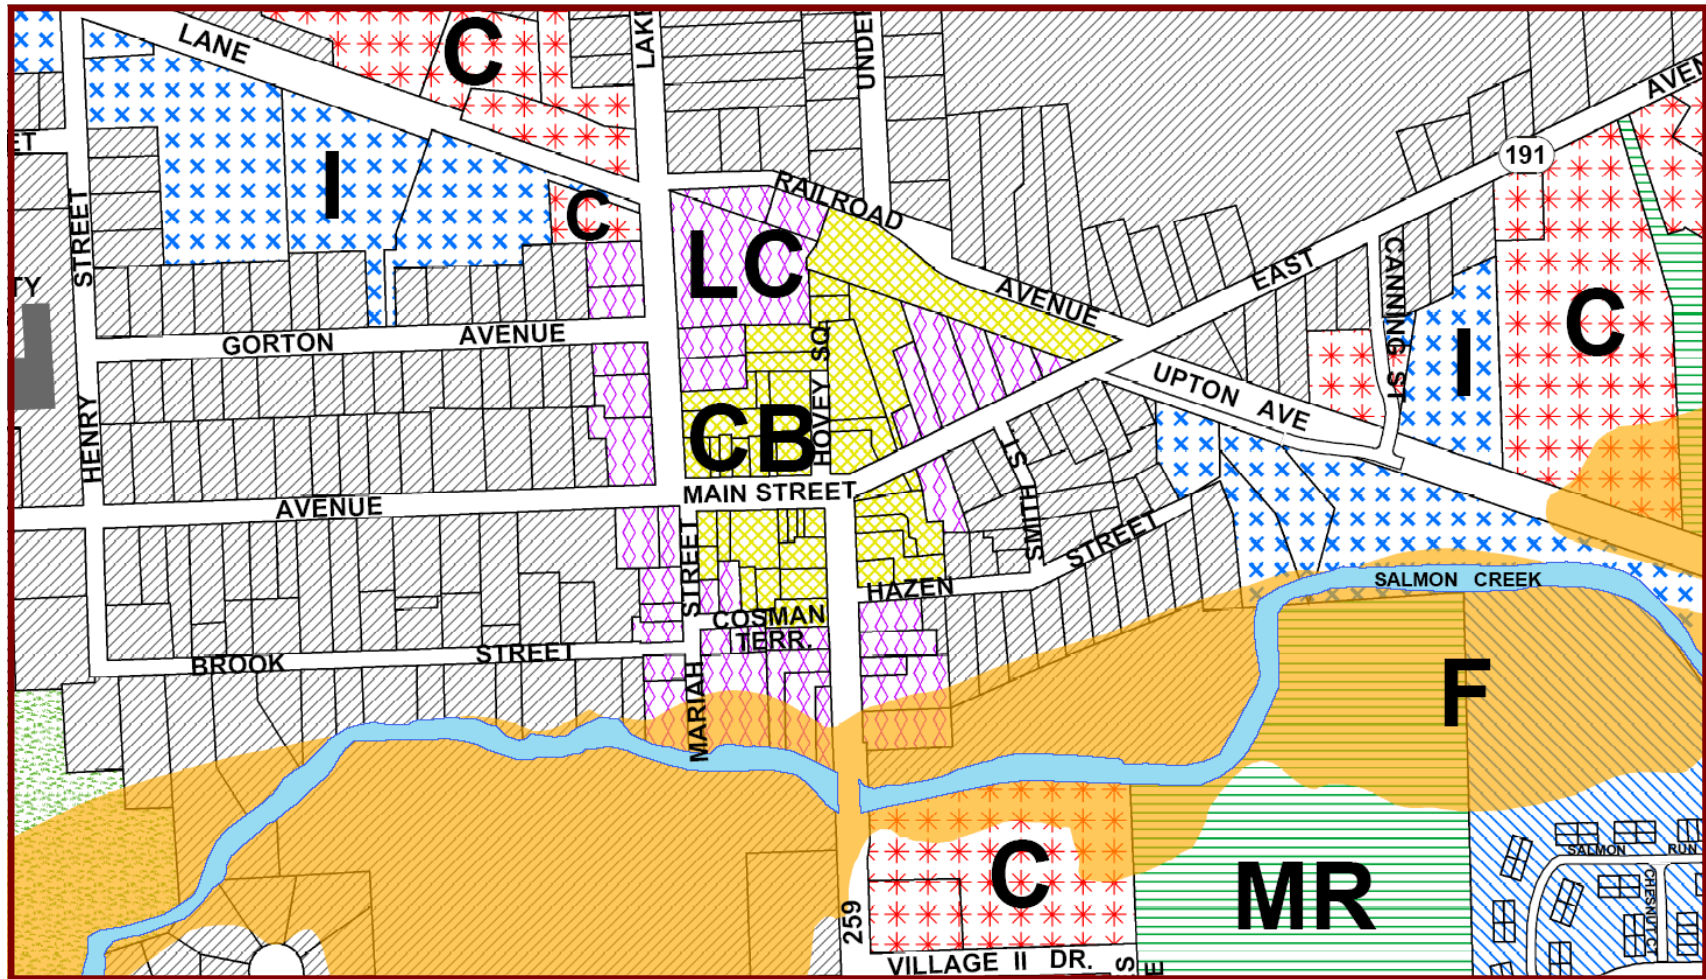 LANE
C
LAKE
UNDER
AVEN
ET
191
I
RAILROAD
C
STREET
LC
EAST
CANNING ST
TY
AVENUE
C
GORTON AVENUE
HOVEY SQ.
I
UPTON AVE
HENRY
CB
MAIN STREET
AVENUE
SMITH ST.
STREET
STREET
HAZEN
SALMON CREEK
COSMAN
TERR.
BROOK STREET
MARIAH
F
C
MR
SALMON RUN
CRESNUT CT
259
VILLAGE II DR.
S
E